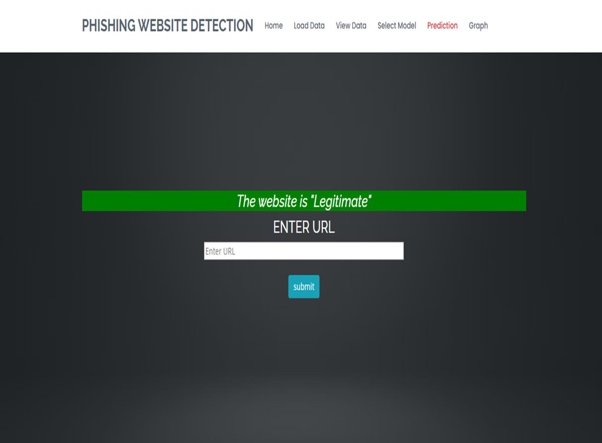 PHISHING WEBSITE DETECTION Home Load Data View Data Select Model Prediction Graph
The website is "Legitimate"
ENTER URL
Enter URL
submit